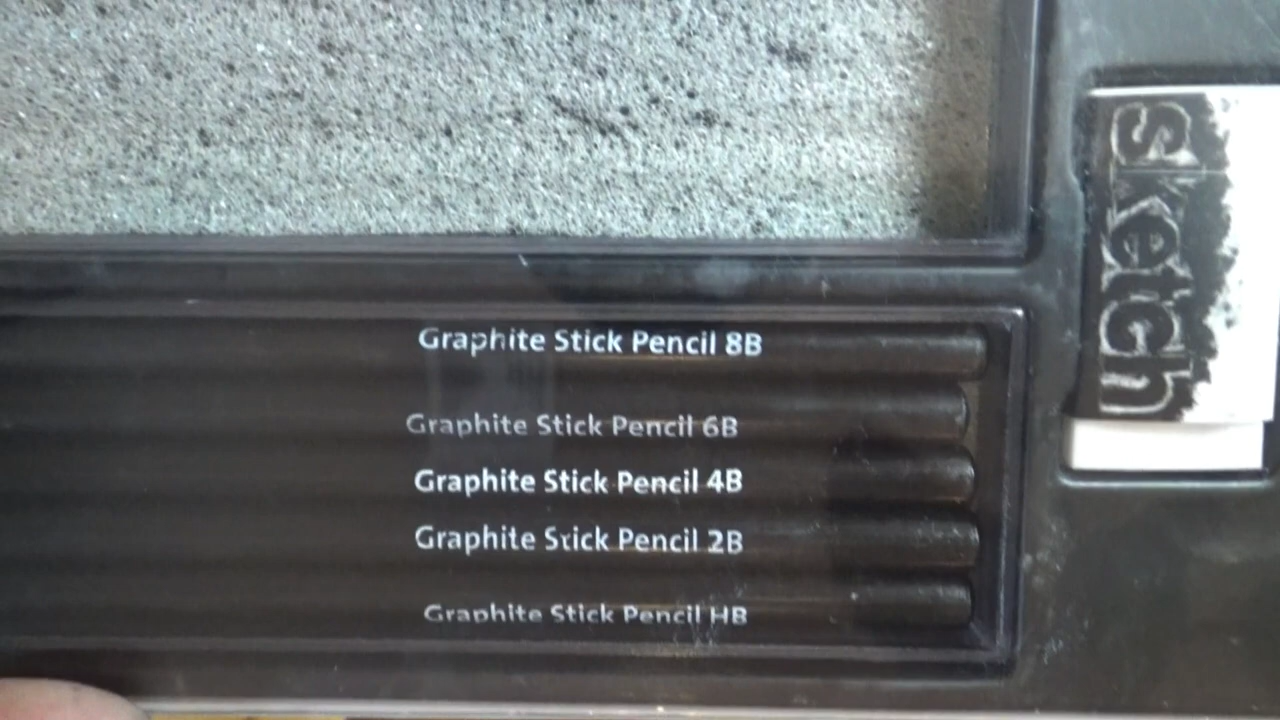 Graphite Stick Pencil 8B
Graphite Stick Pencil 6B
Graphite Stick Pencil 4B
Graphite Stick Pencil 2B
Graphite Stick Pencil HB
sketch